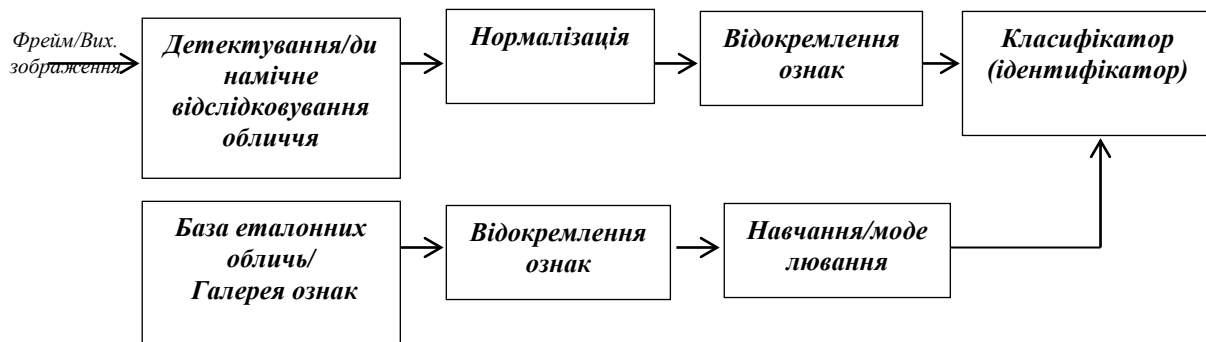 Фрейм/Вих.
зображення
Детектування/ди
намічне
відслідковування
обличчя
Нормалізація
Відокремлення
ознак
Класифікатор
(ідентифікатор)
База еталонних
облич/
Галерея ознак
Відокремлення
ознак
Навчання/моде
лювання